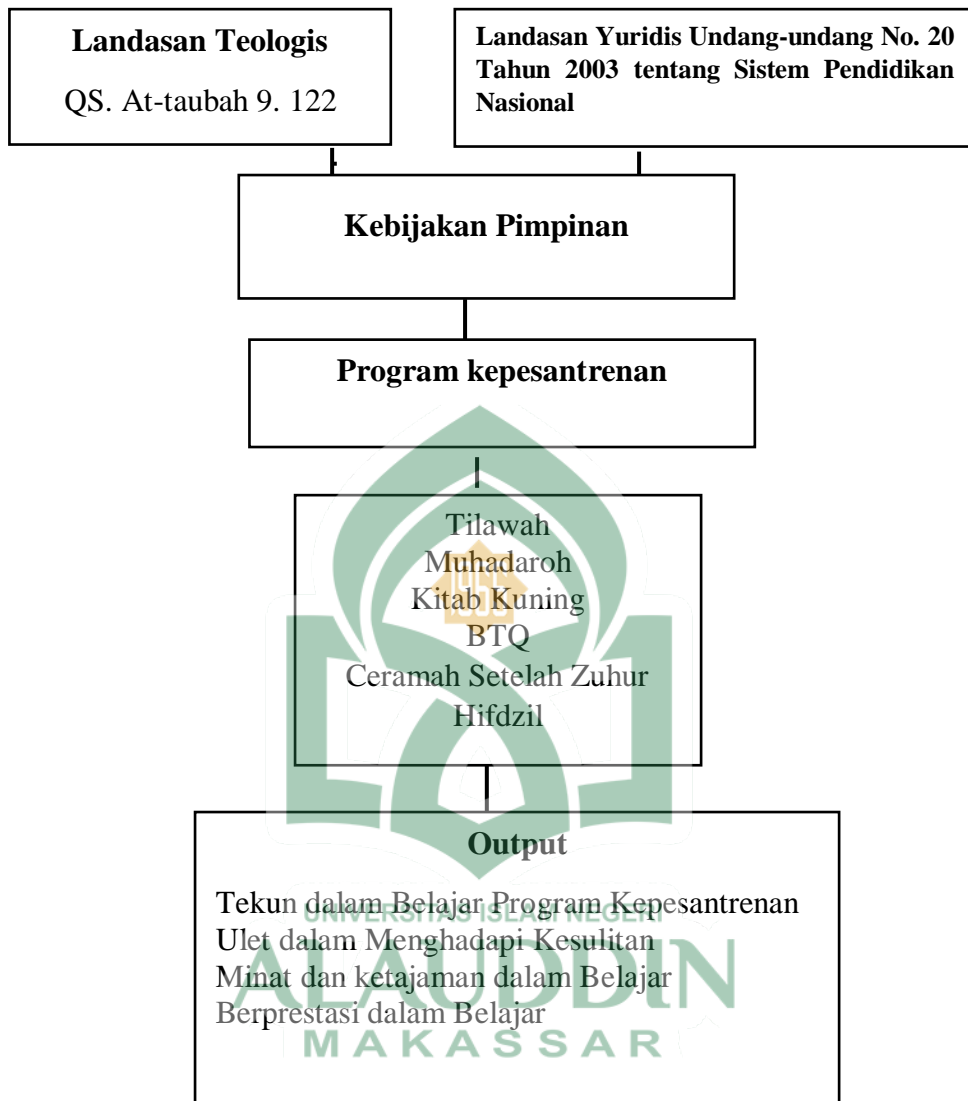 Landasan Teologis
QS. At-taubah 9. 122
Landasan Yuridis Undang-undang No. 20
Tahun 2003 tentang Sistem Pendidikan
Nasional
Kebijakan Pimpinan
Program kepesantrenan
Tilawah
Muhadaroh
1965
Kitab Kuning
BTQ
Ceramah Setelah Zuhur
Hifdzil
Output
Tekun dalam Belajar Program Kepesantrenan
UNIVERSITAS ISLAM NEGERI
Ulet dalam Menghadapi Kesulitan
Minat dan ketajaman dalam Belajar
ALAUDDIN
Berprestasi dalam Belajar
MAKASSAR